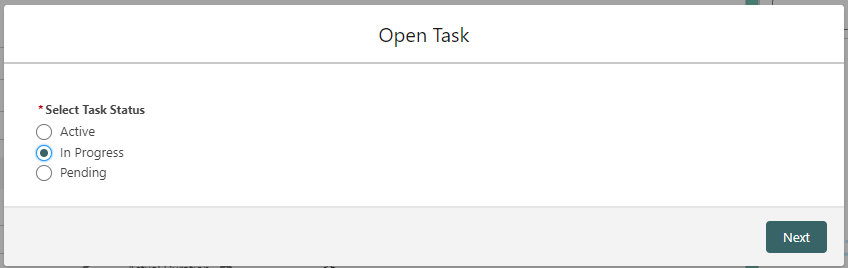 Open Task
*Select Task Status
Active
In Progress
Pending
Next